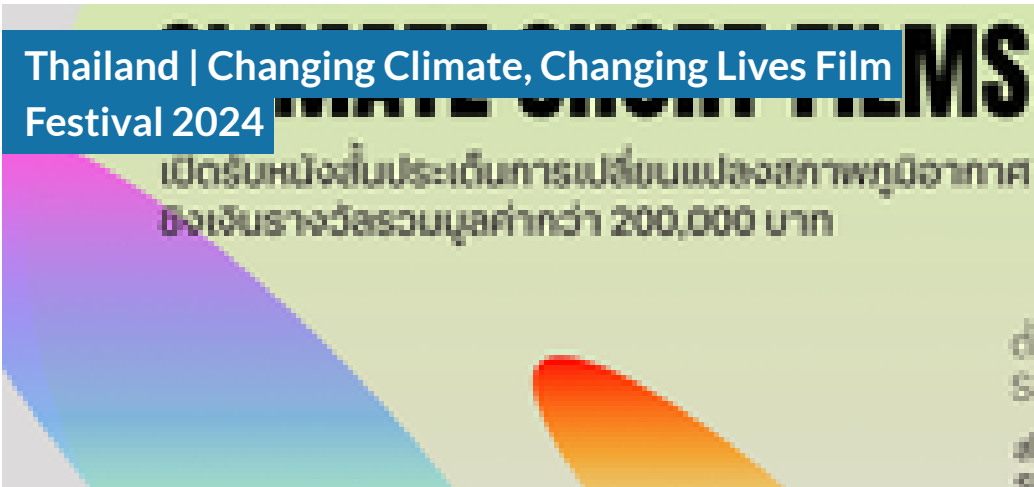 Thailand | Changing Climate, Changing Lives Film
Festival 2024
CLIMATE SHORT FILMS
เปิดรับหนังสั้นประเด็นการเปลี่ยนแปลงสภาพภูมิอากาศ
ชิงเงินรางวัลรวมมูลค่ากว่า 200,000 บาท